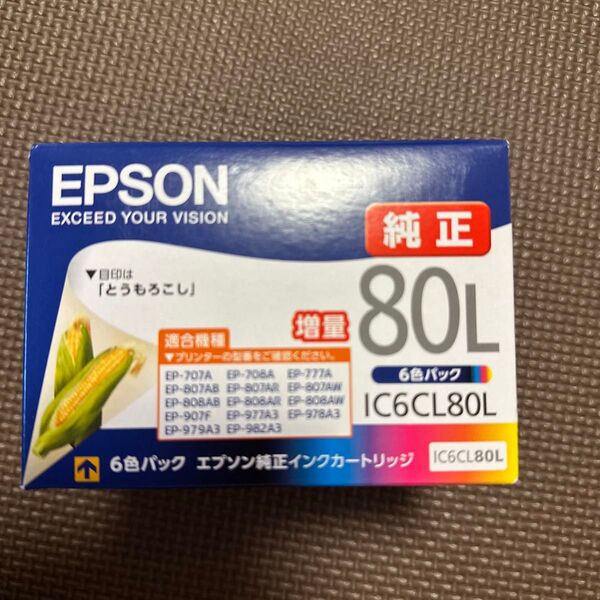 EPSON
EXCEED YOUR VISION
純正
▼目印は
「とうもろこし」
増量
80L
適合機種
▼プリンターの型番をご確認ください。
EP-707A EP-708A EP-777A
EP-807AB EP-807AR EP-807AW
EP-808AB EP-808AR EP-808AW
EP-907F EP-977A3 EP-978A3
EP-979A3 EP-982A3
6色パック
IC6CL80L
6色パック エプソン純正インクカートリッジ
IC6CL80L